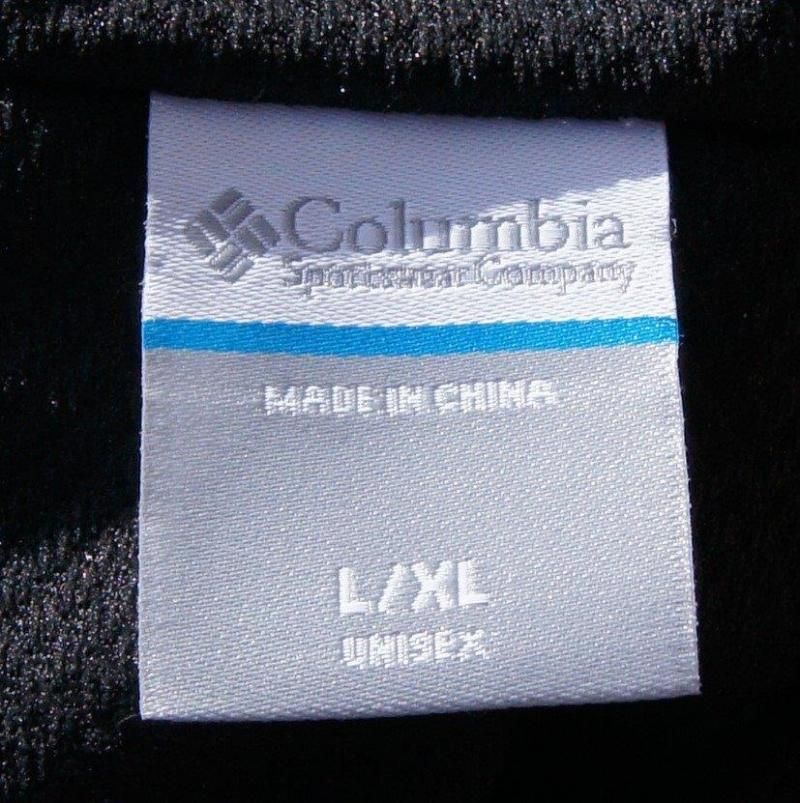 Columbia
Sportswear Company
MADE IN CHINA
L/XL
UNISEX